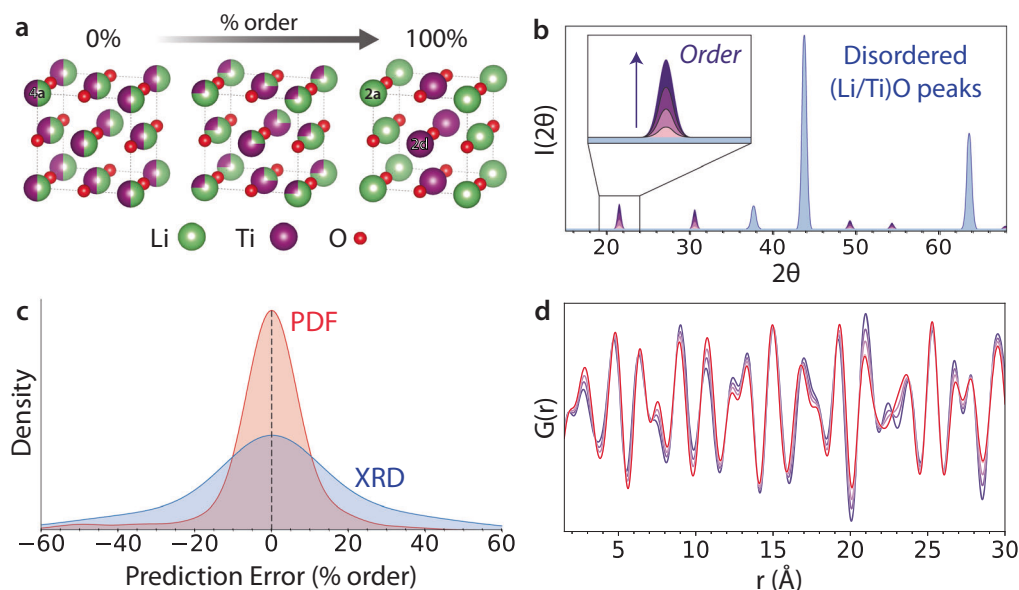 a
% order
0%
100%
4a
2a
2d
Li
Ti
O
b
Order
Disordered
(Li/Ti)O peaks
I(2θ)
20 30 40 50 60
2θ
c
PDF
XRD
Density
−60 −40 −20 0 20 40 60
Prediction Error (% order)
d
G(r)
5 10 15 20 25 30
r (Å)